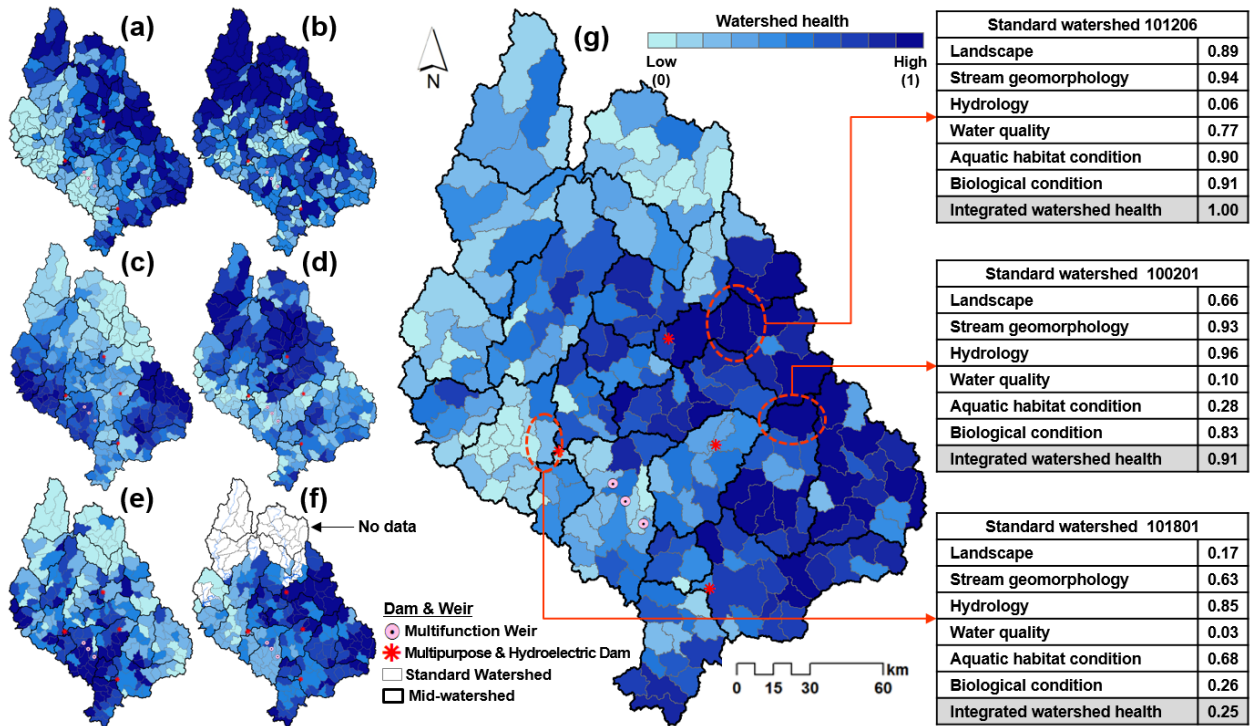 (a)
(b)
(c)
(d)
(e)
(f)
No data
Dam & Weir
Multifunction Weir
Multipurpose & Hydroelectric Dam
Standard Watershed
Mid-watershed
(g)
N
Watershed health
Low
(0)
High
(1)
km
0 15 30 60
Standard watershed 101206
Landscape 0.89
Stream geomorphology 0.94
Hydrology 0.06
Water quality 0.77
Aquatic habitat condition 0.90
Biological condition 0.91
Integrated watershed health 1.00
Standard watershed 100201
Landscape 0.66
Stream geomorphology 0.93
Hydrology 0.96
Water quality 0.10
Aquatic habitat condition 0.28
Biological condition 0.83
Integrated watershed health 0.91
Standard watershed 101801
Landscape 0.17
Stream geomorphology 0.63
Hydrology 0.85
Water quality 0.03
Aquatic habitat condition 0.68
Biological condition 0.26
Integrated watershed health 0.25